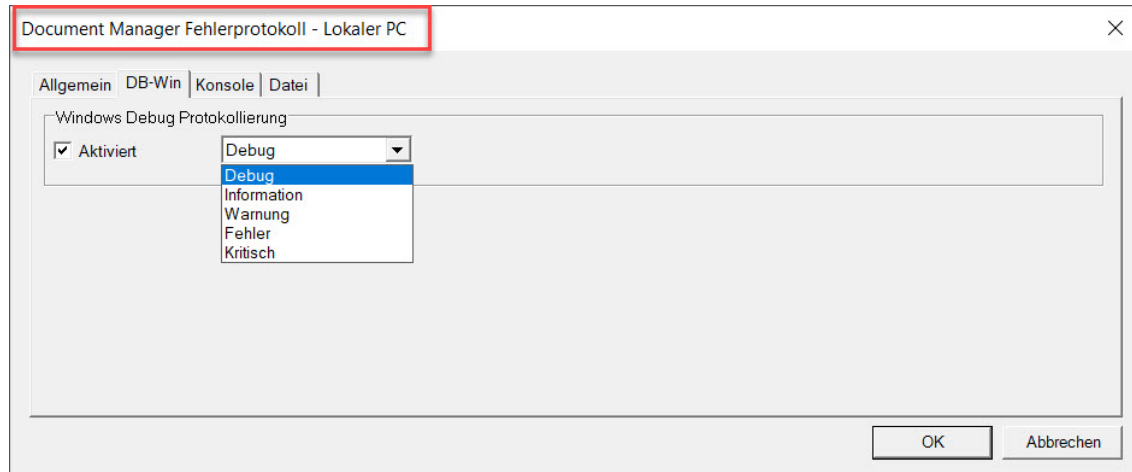 Document Manager Fehlerprotokoll - Lokaler PC
Allgemein DB-Win Konsole Datei
Windows Debug Protokollierung
Aktiviert Debug
Debug
Information
Warnung
Fehler
Kritisch
OK Abbrechen